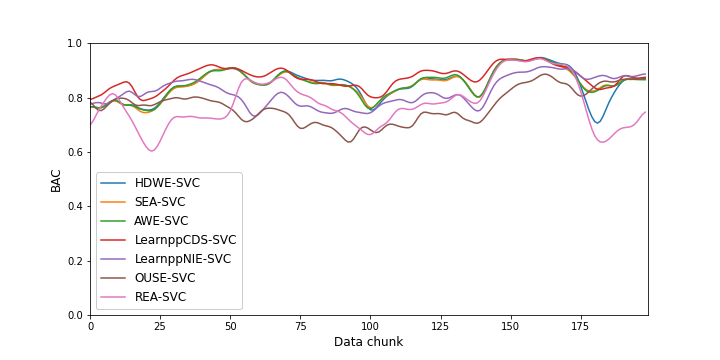 1.0
0.8
0.6
0.4
0.2
0.0
BAC
HDWE-SVC
SEA-SVC
AWE-SVC
LearnppCDS-SVC
LearnppNIE-SVC
OUSE-SVC
REA-SVC
0 25 50 75 100 125 150 175
Data chunk